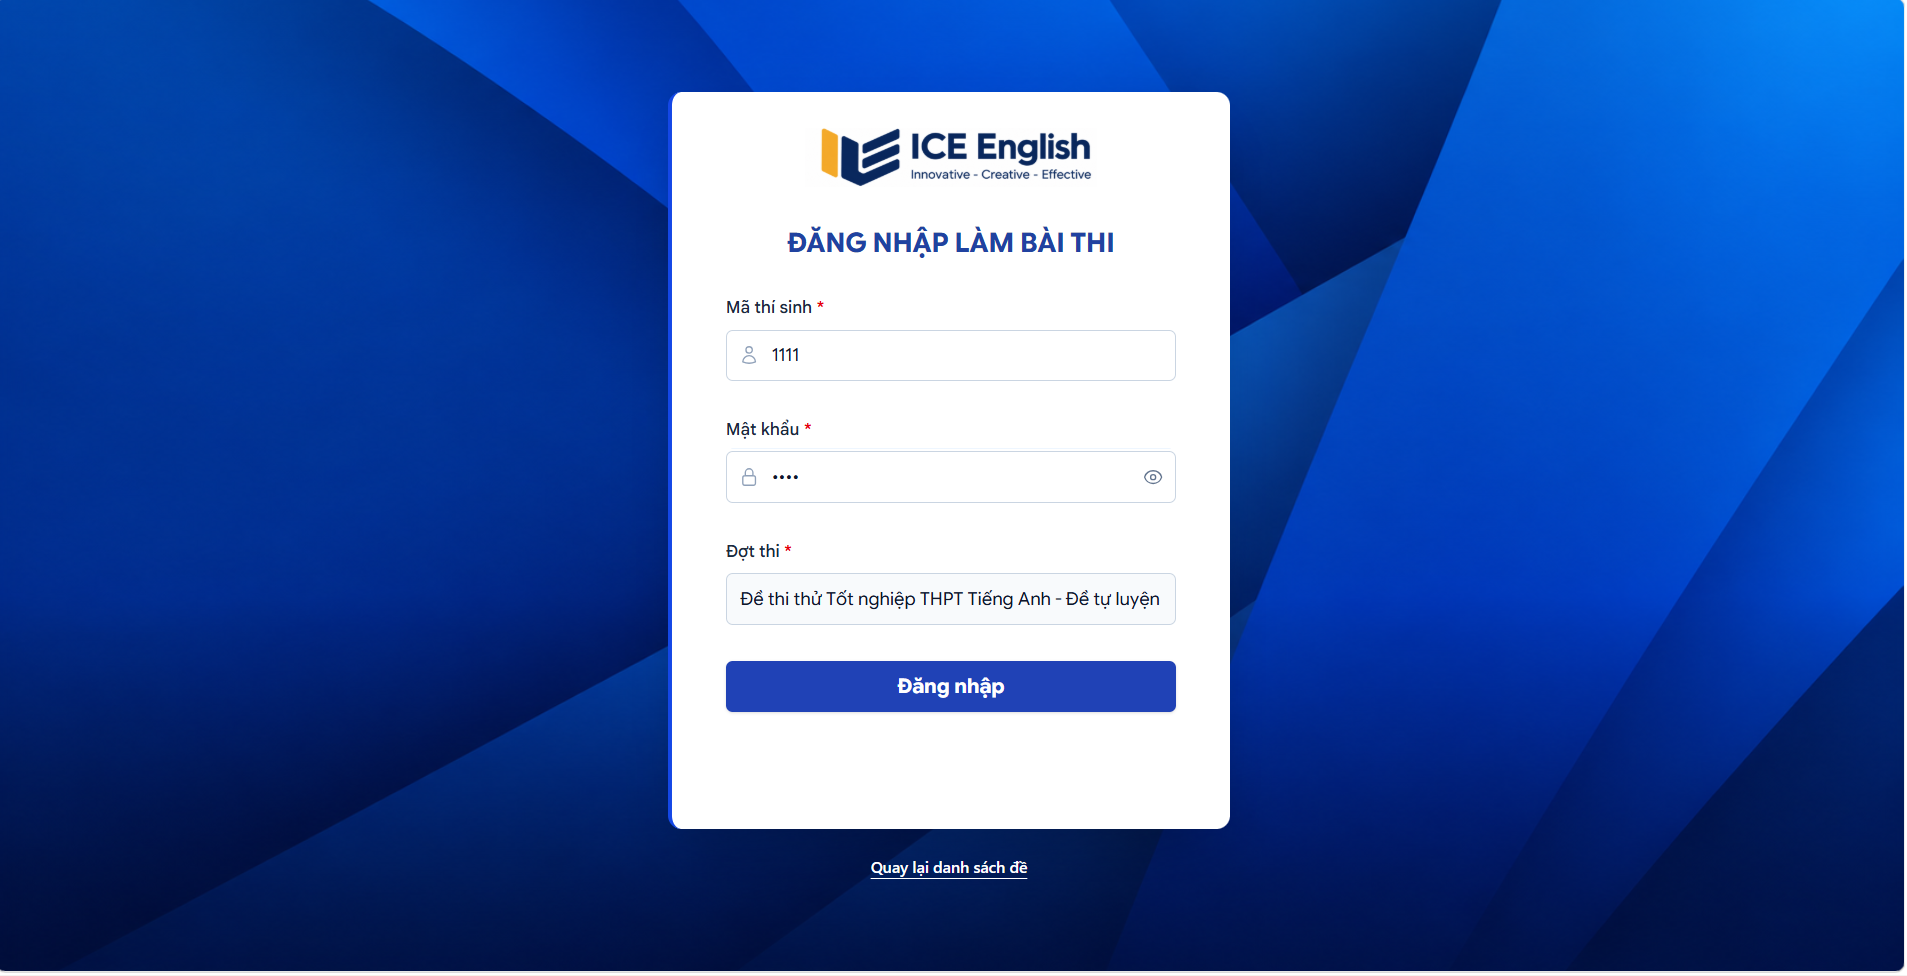 ICE English
Innovative - Creative - Effective
ĐĂNG NHẬP LÀM BÀI THI
Mã thí sinh *
1111
Mật khẩu *
••••
Đợt thi *
Đề thi thử Tốt nghiệp THPT Tiếng Anh - Đề tự luyện
Đăng nhập
Quay lại danh sách đề